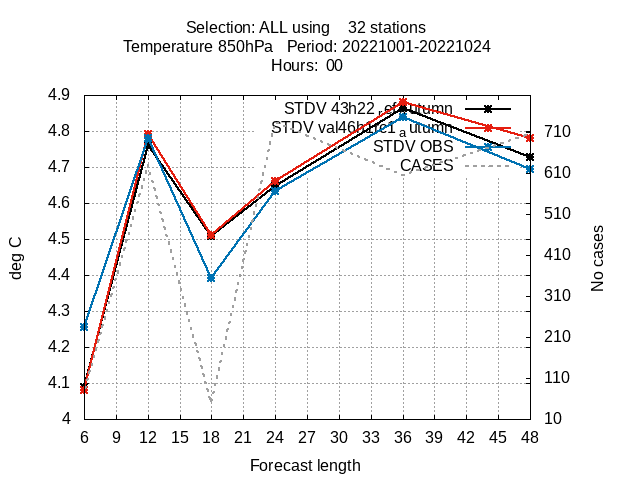 Selection: ALL using 32 stations
Temperature 850hPa Period: 20221001-20221024
Hours: 00
4.9
4.8
4.7
4.6
4.5
4.4
4.3
4.2
4.1
4
deg C
STDV 43h22
STDV
STDV OBS
CASES
710
610
510
410
310
210
110
10
No cases
6 9 12 15 18 21 24 27 30 33 36 39 42 45 48
Forecast length